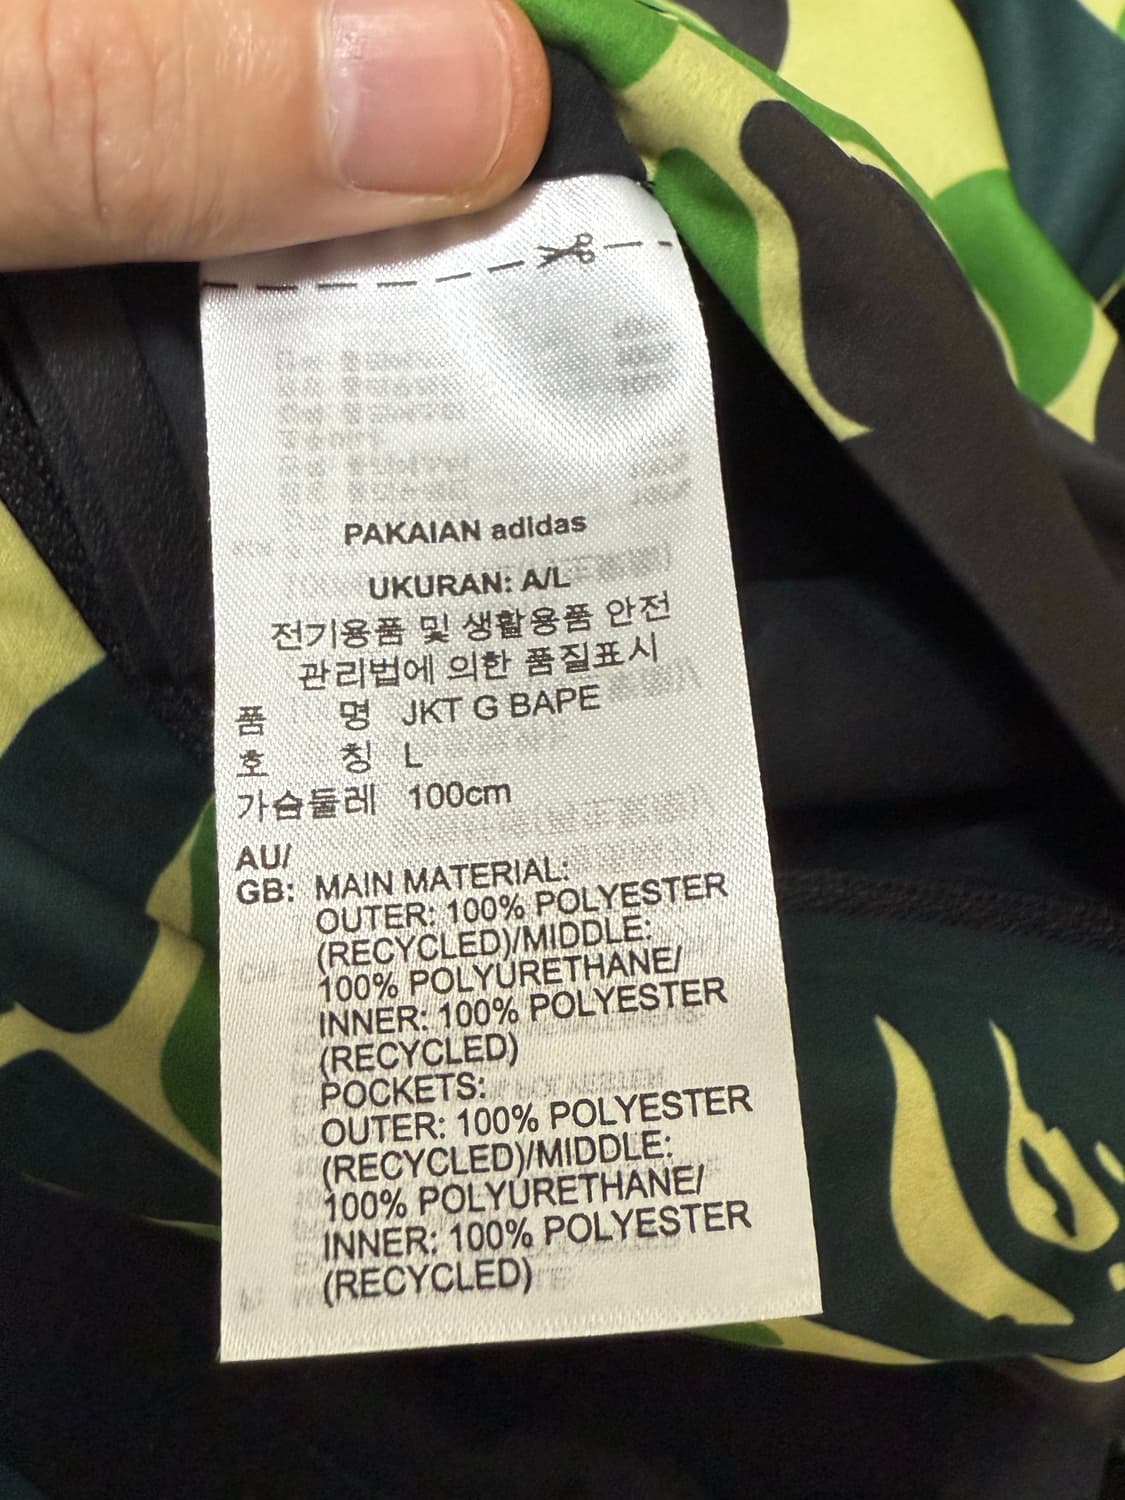 PAKAIAN adidas
UKURAN: A/L
전기용품 및 생활용품 안전
관리법에 의한 품질표시
품 명 JKT G BAPE
호 칭 L
가슴둘레 100cm
AU/
GB: MAIN MATERIAL:
OUTER: 100% POLYESTER
(RECYCLED)/MIDDLE:
100% POLYURETHANE/
INNER: 100% POLYESTER
(RECYCLED)
POCKETS:
OUTER: 100% POLYESTER
(RECYCLED)/MIDDLE:
100% POLYURETHANE/
INNER: 100% POLYESTER
(RECYCLED)